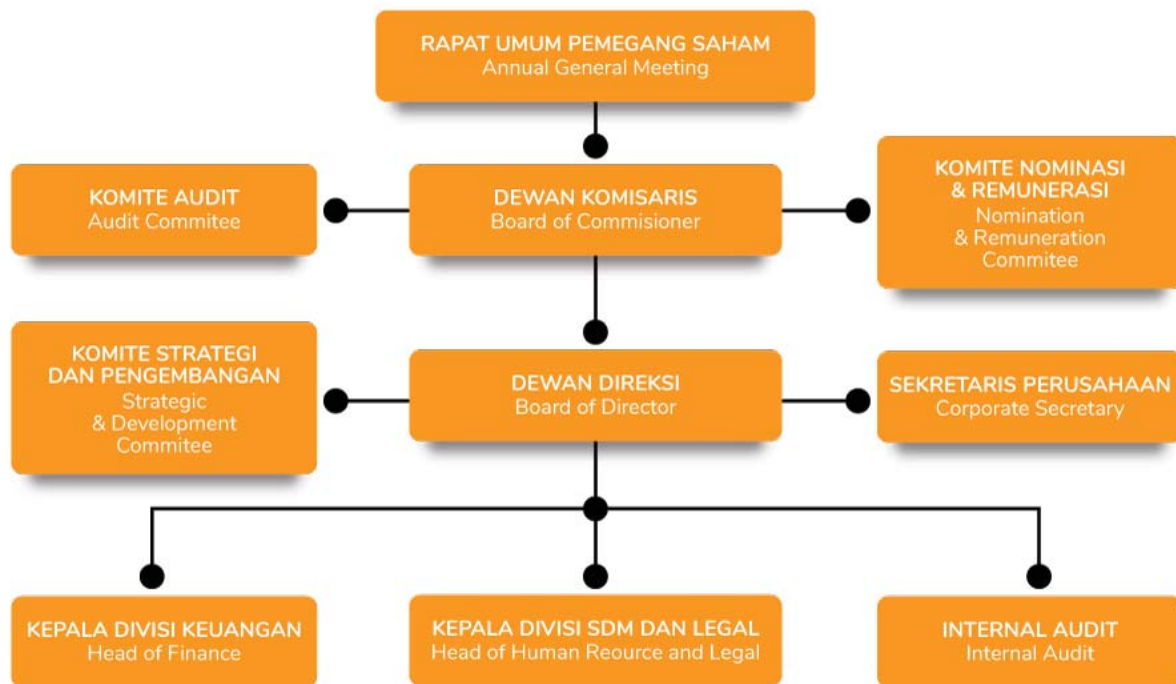 RAPAT UMUM PEMEGANG SAHAM
Annual General Meeting
KOMITE AUDIT
Audit Commitee
DEWAN KOMISARIS
Board of Commisioner
KOMITE NOMINASI
& REMUNERASI
Nomination
& Remuneration
Commitee
KOMITE STRATEGI
DAN PENGEMBANGAN
Strategic
& Development
Commitee
DEWAN DIREKSI
Board of Director
SEKRETARIS PERUSAHAAN
Corporate Secretary
KEPALA DIVISI KEUANGAN
Head of Finance
KEPALA DIVISI SDM DAN LEGAL
Head of Human Reource and Legal
INTERNAL AUDIT
Internal Audit